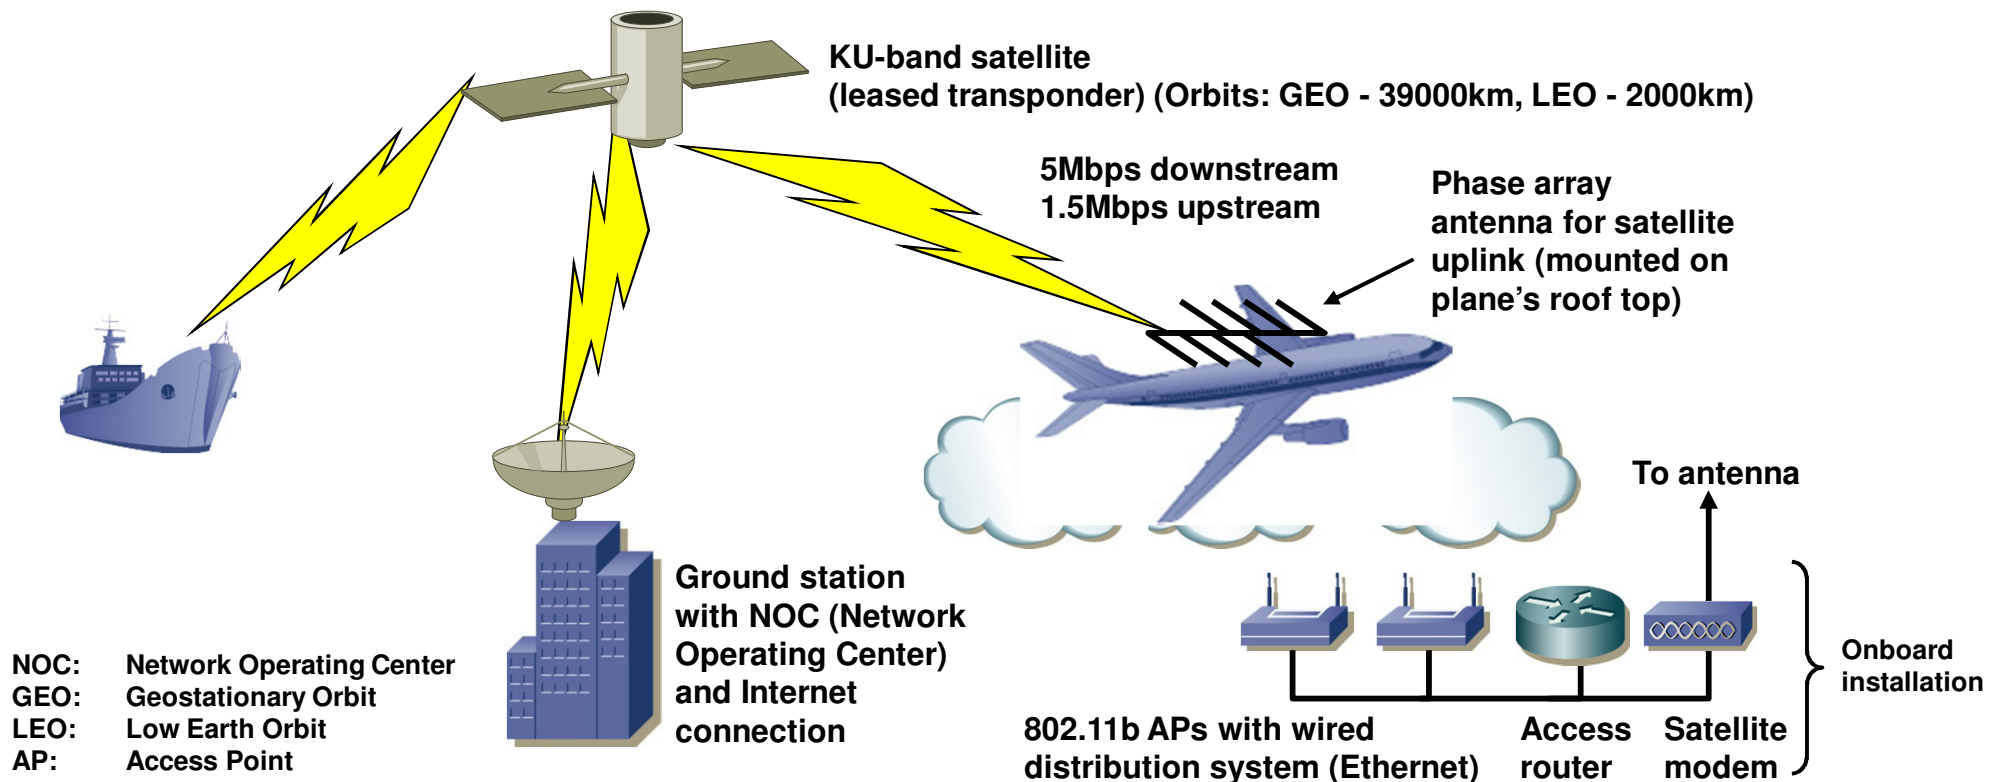 KU-band satellite
(leased transponder) (Orbits: GEO - 39000km, LEO - 2000km)
5Mbps downstream
1.5Mbps upstream
Phase array
antenna for satellite
uplink (mounted on
plane’s roof top)
To antenna
Ground station
with NOC (Network
Operating Center)
and Internet
connection
NOC: Network Operating Center
GEO: Geostationary Orbit
LEO: Low Earth Orbit
AP: Access Point
802.11b APs with wired
distribution system (Ethernet)
Access
router
Satellite
modem
Onboard
installation